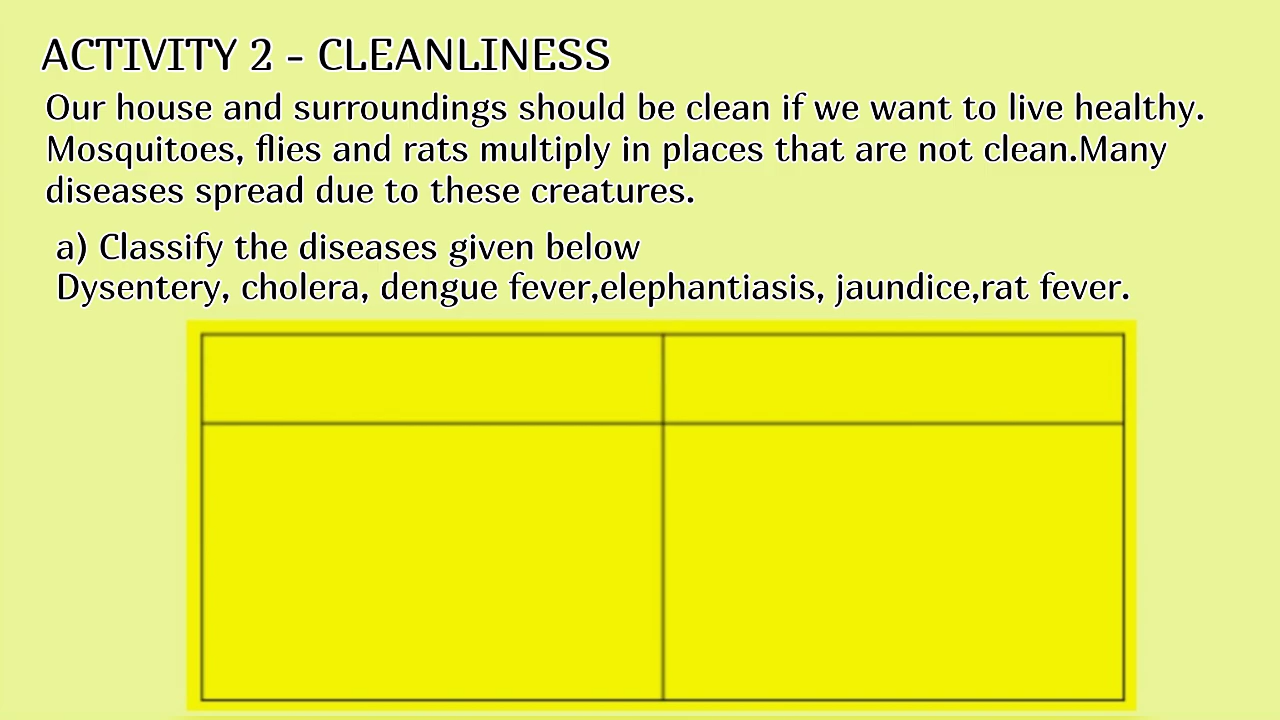 ACTIVITY 2 - CLEANLINESS
Our house and surroundings should be clean if we want to live healthy.
Mosquitoes, flies and rats multiply in places that are not clean.Many
diseases spread due to these creatures.
a) Classify the diseases given below
Dysentery, cholera, dengue fever,elephantiasis, jaundice,rat fever.